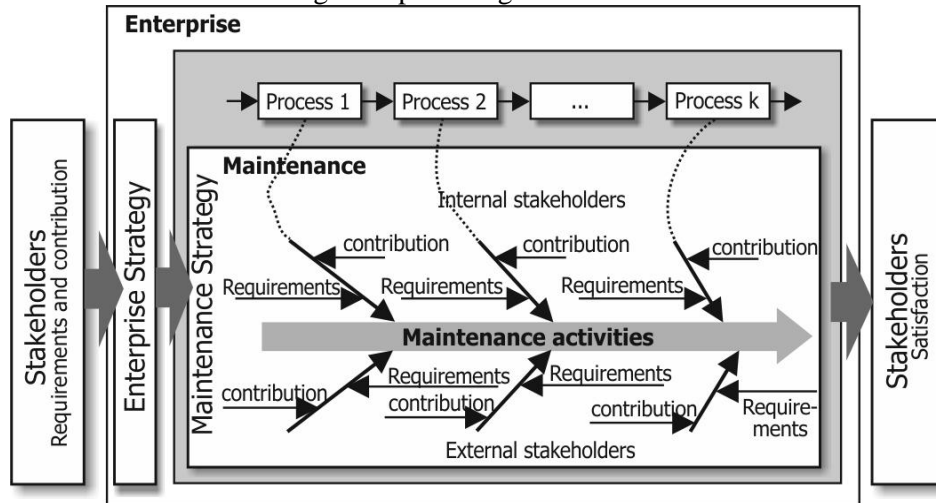 Enterprise
Process 1
Process 2
...
Process k
Maintenance
Internal stakeholders
contribution
contribution
contribution
Requirements
Requirements
Requirements
Maintenance activities
contribution
Requirements
contribution
Requirements
contribution
Require-
ments
External stakeholders
Stakeholders
Requirements and contribution
Enterprise Strategy
Maintenance Strategy
Stakeholders
Satisfaction